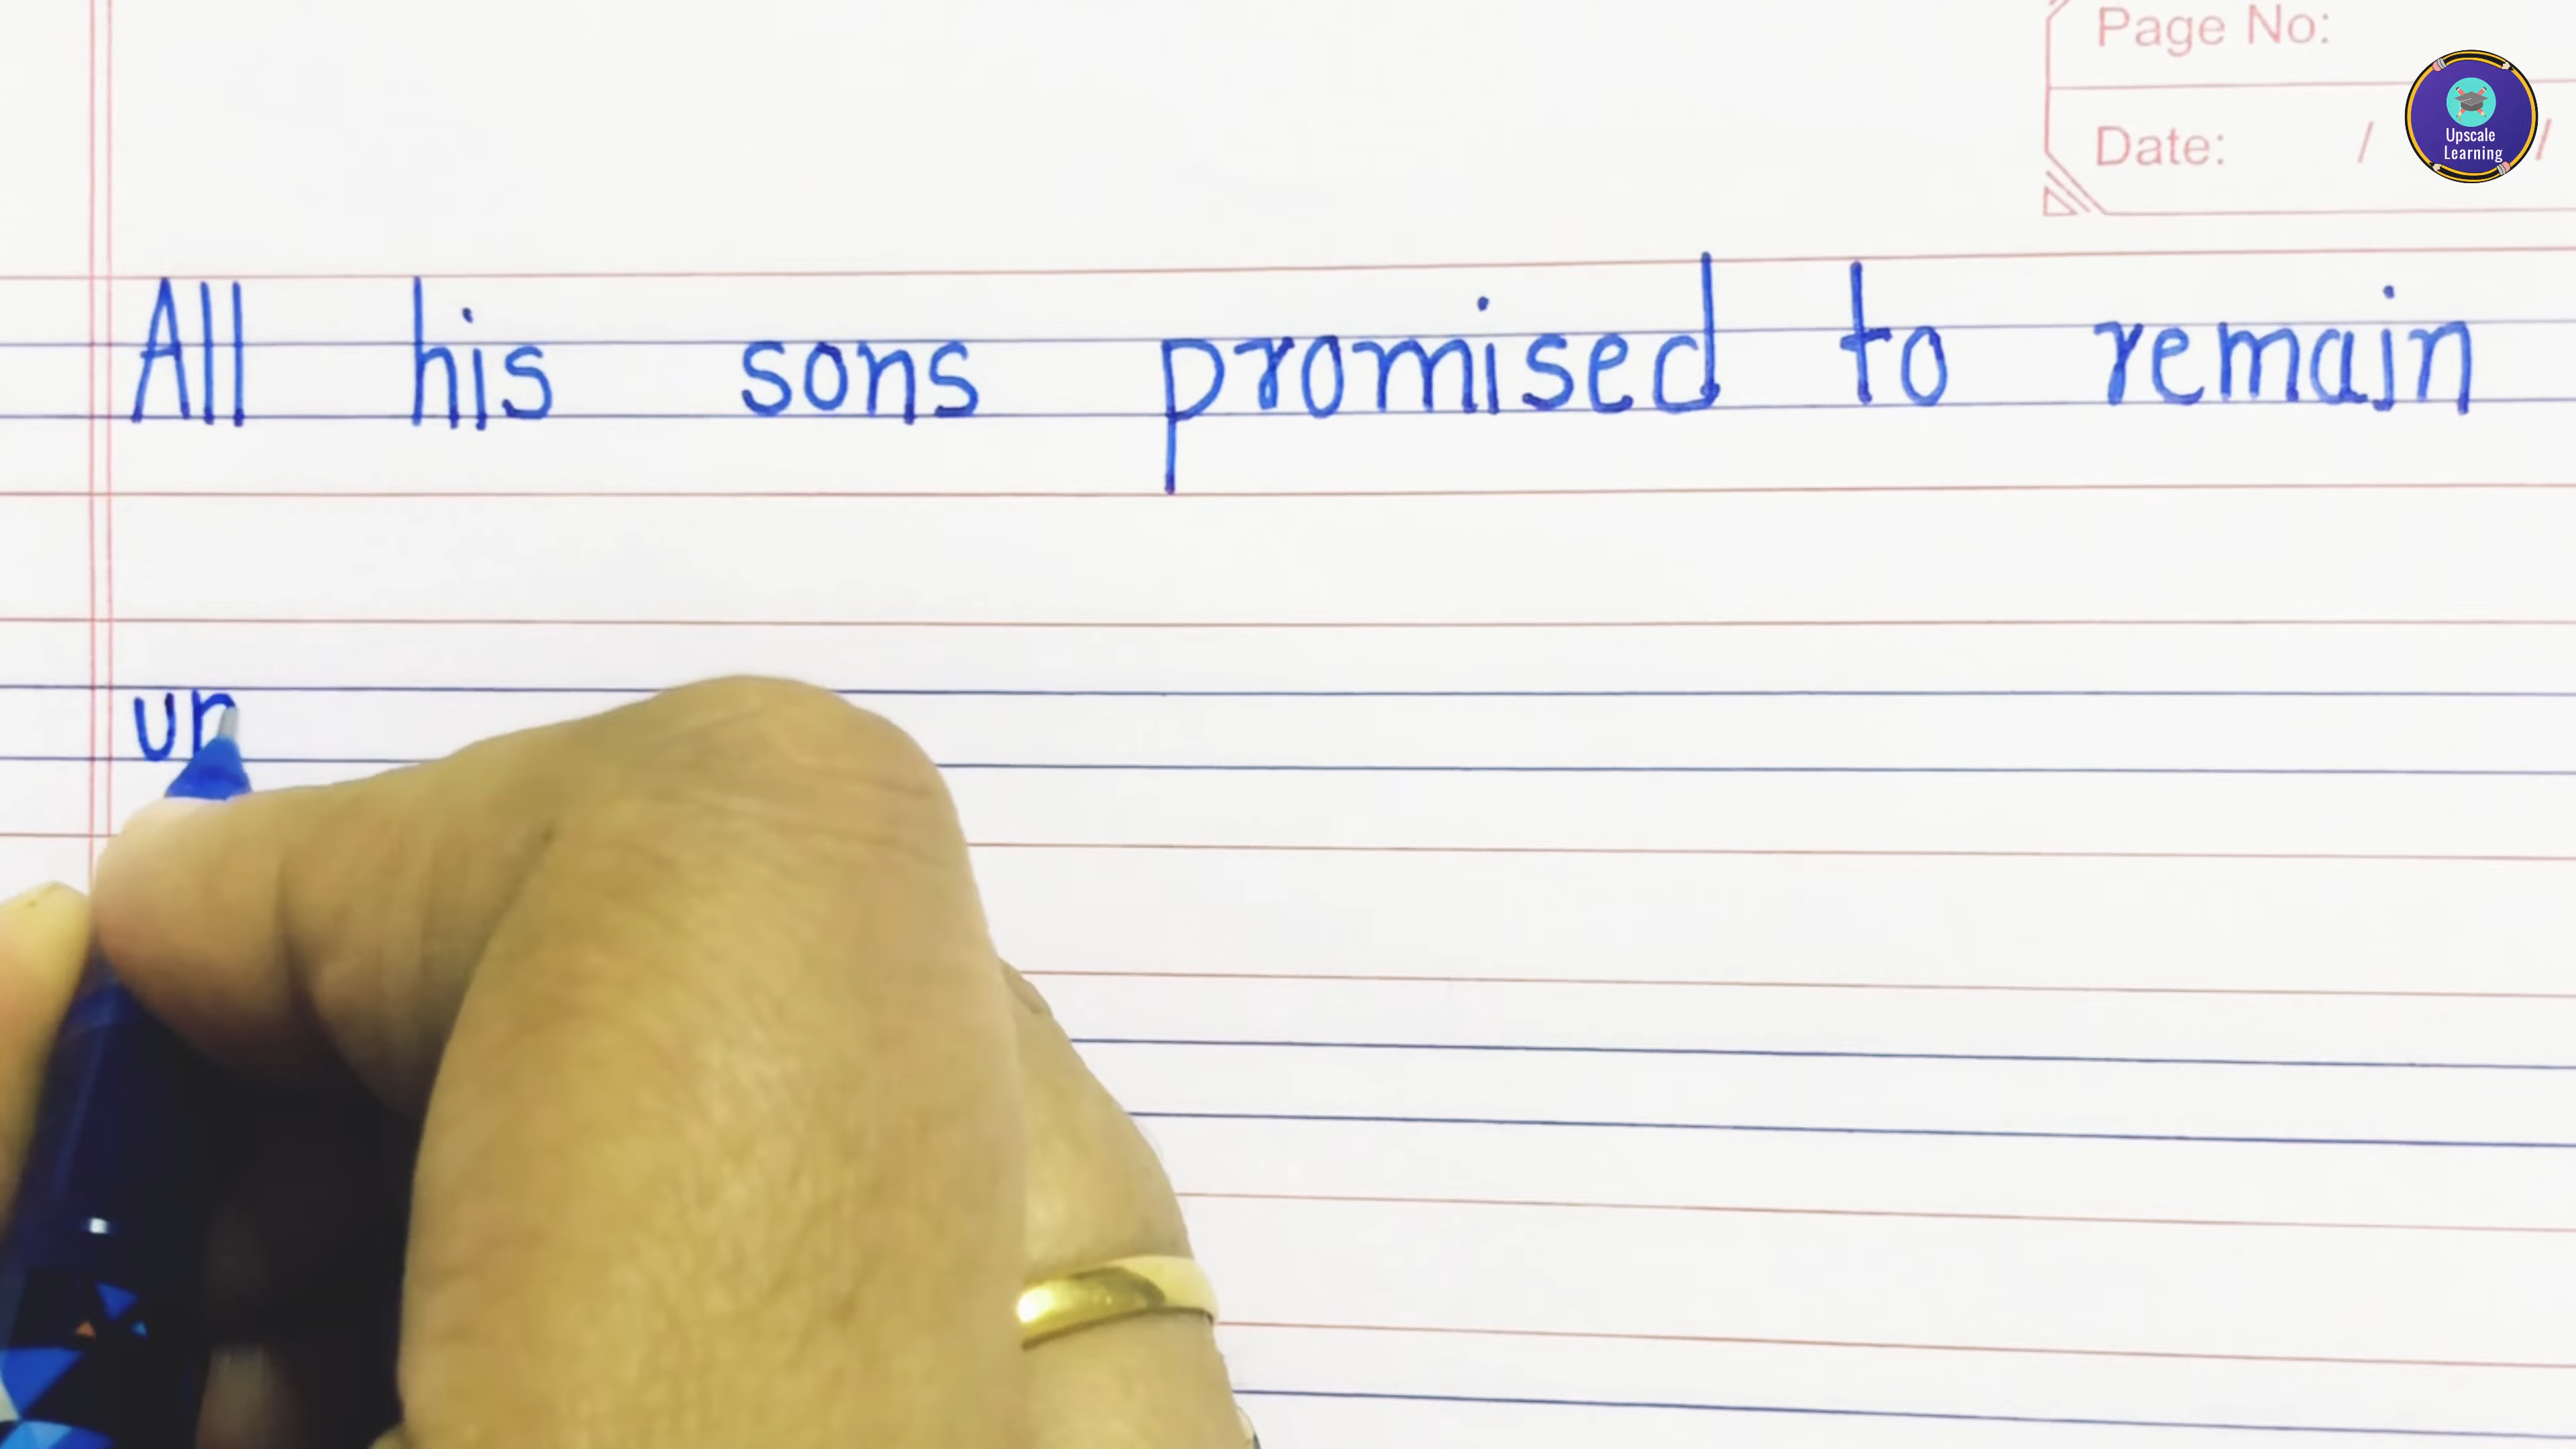 Page No:
Date: / /
Upscale
Learning
All his sons promised to remain
un